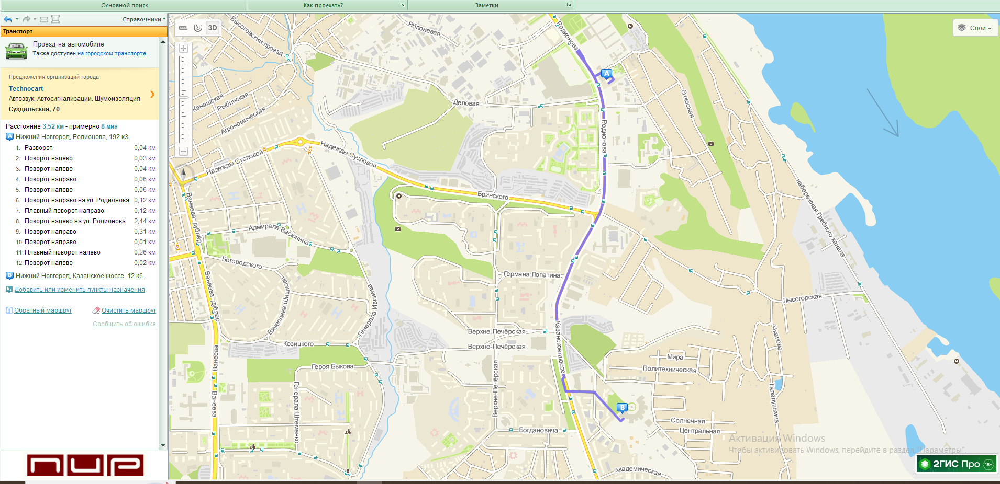 Основной поиск
Как проехать?
Заметки
Справочники
Транспорт
Проезд на автомобиле
Также доступен на городском транспорте.
Предложения организаций города
Technocart
Автозвук. Автосигнализации. Шумоизоляция
Суздальская, 70
Расстояние 3,52 км - примерно 8 мин
A Нижний Новгород, Родионова, 192 к3
1. Разворот 0,04 км
2. Поворот налево 0,03 км
3. Поворот налево 0,04 км
4. Поворот направо 0,06 км
5. Поворот налево 0,06 км
6. Поворот направо на ул. Родионова 0,12 км
7. Плавный поворот направо 0,12 км
8. Поворот налево на ул. Родионова 2,44 км
9. Поворот направо 0,31 км
10. Поворот направо 0,01 км
11. Плавный поворот налево 0,26 км
12. Поворот налево 0,02 км
B Нижний Новгород, Казанское шоссе, 12 к6
Добавить или изменить пункты назначения
Обратный маршрут
Очистить маршрут
Сообщить об ошибке
ПИР
3D
Слои
Высоковский проезд
Яблоневая
Родионова
A
Канашская
Рыбинская
Агрономическая
Деловая
Откосная
Родионова
Надежды Сусловой
Надежды Сусловой
Бринского
набережная Гребного канала
Ванеева дублёр
Адмирала Васюнина
Богородского
Германа Лопатина
Ванеева дублёр
Вячеслава Шишкова
Генерала Ивлиева
Лысогорская
Казанское шоссе
Верхне-Печёрская
Верхне-Печёрская
Чкалова
Козицкого
Мира
Политехническая
Героя Быкова
Ванеева
Верхне-Печёрская
Генерала Штеменко
Ванеева
Талалушкина
B
Солнечная
Богдановича
Центральная
Академическая
Активация Windows
Чтобы активировать Windows, перейдите в раздел "Параметры".
2ГИС Про 18+